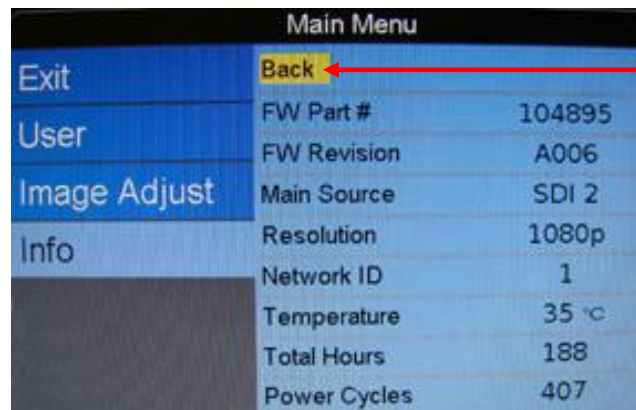 Main Menu
Exit
User
Image Adjust
Info
Back
FW Part # 104895
FW Revision A006
Main Source SDI 2
Resolution 1080p
Network ID 1
Temperature 35 °C
Total Hours 188
Power Cycles 407